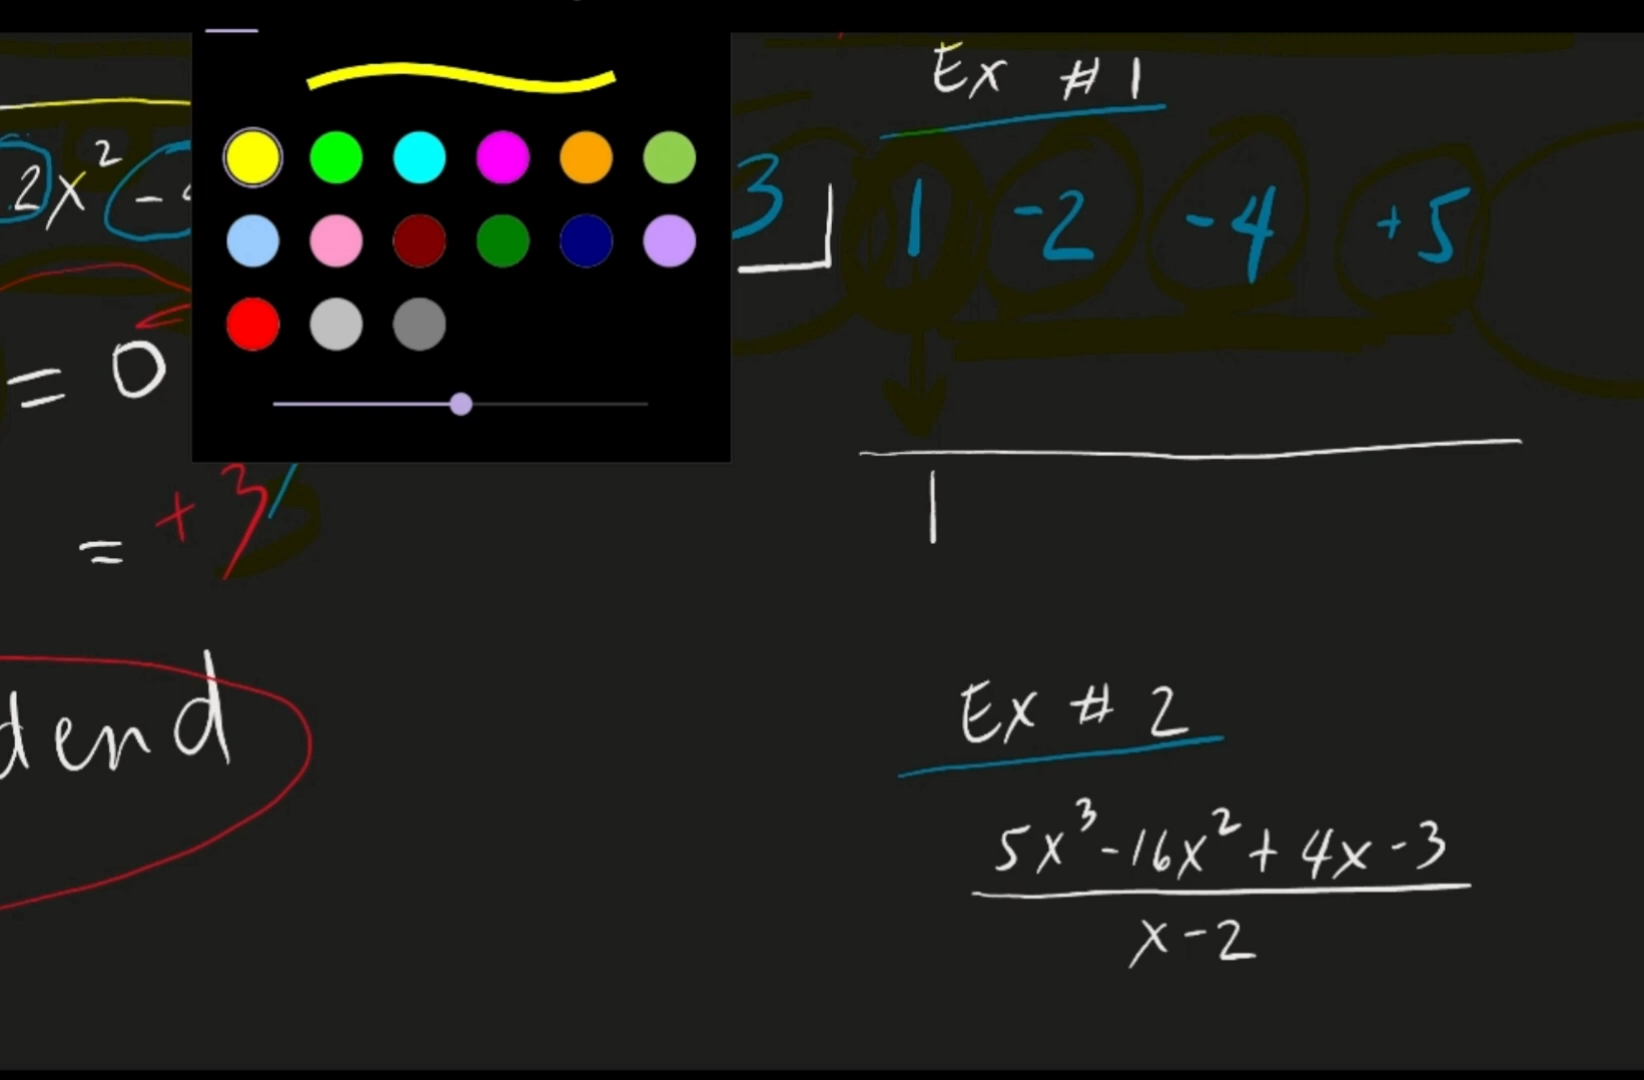 Ex # 1
2x² -
3 1 -2 -4 +5
= 0
= +3
1
dend
Ex # 2
5x³-16x²+4x-3
x-2